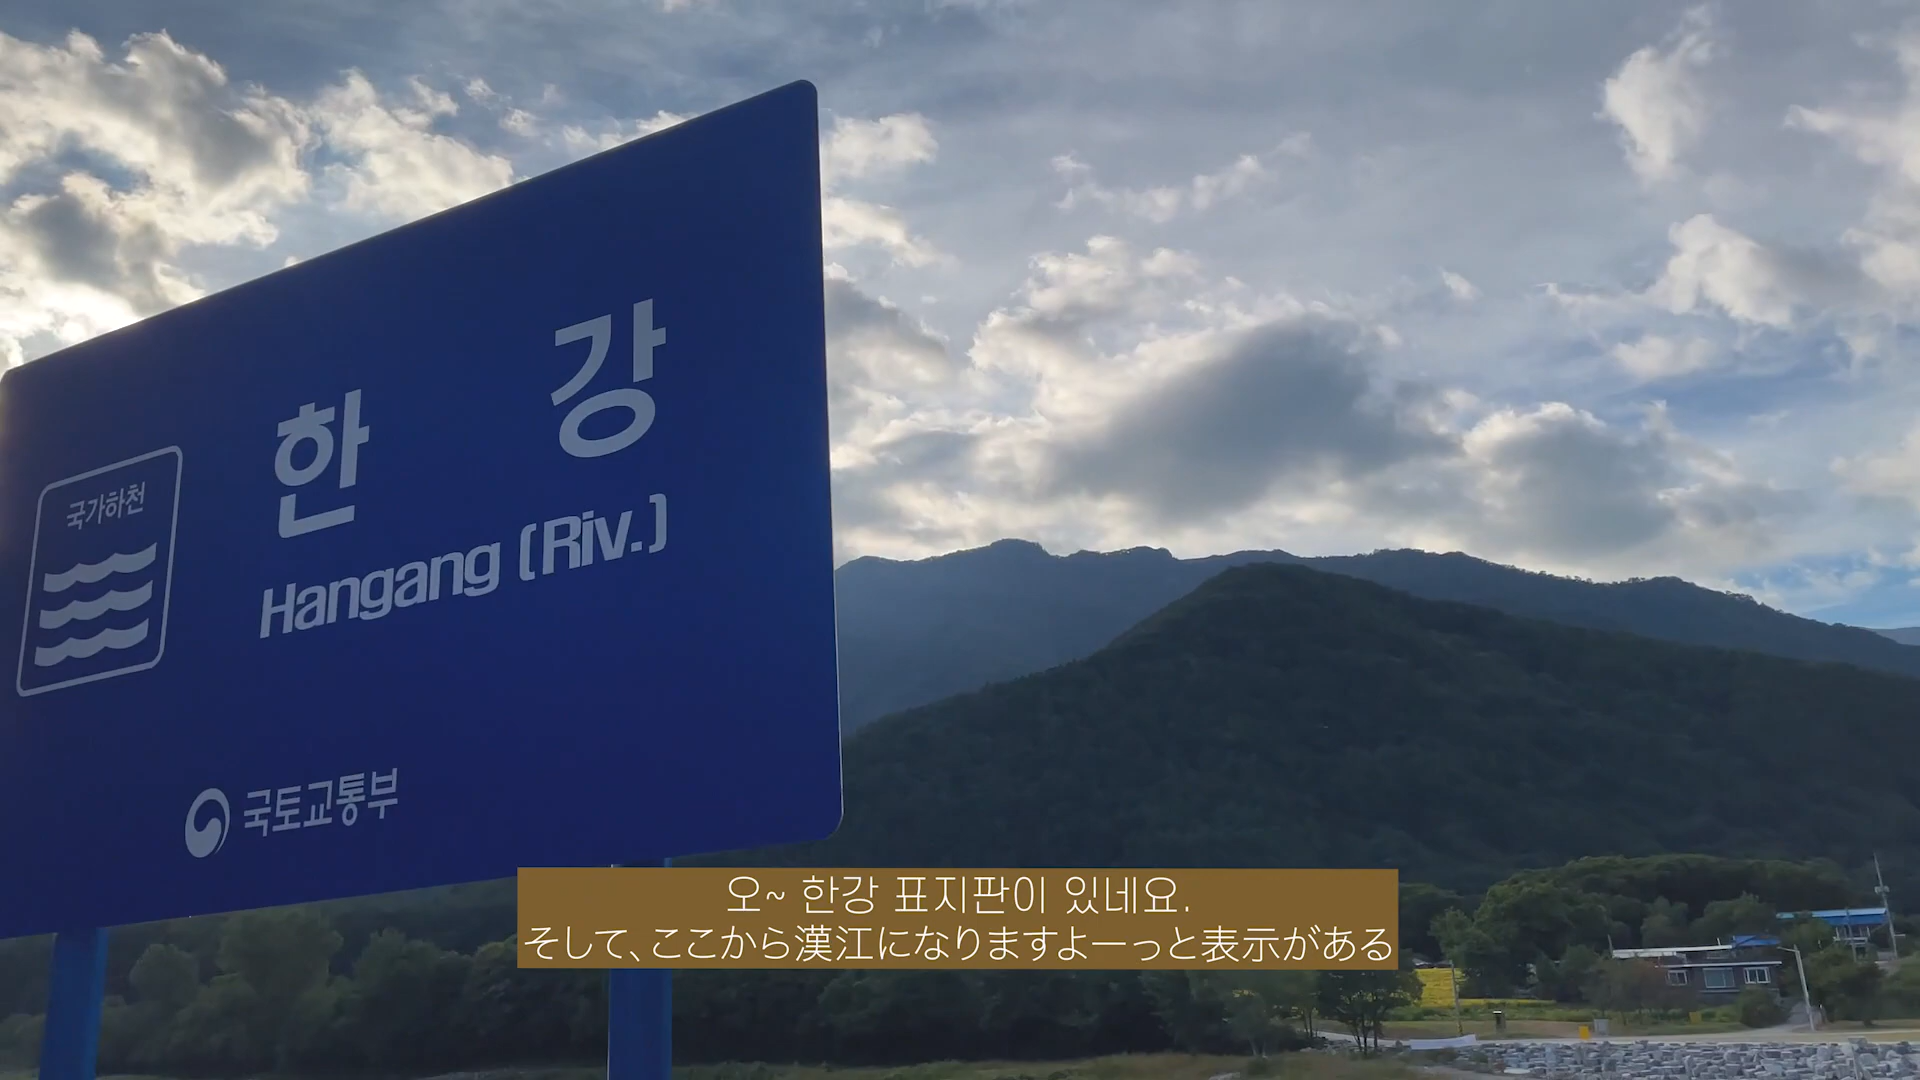 국가하천
한 강
Hangang (Riv.)
국토교통부
오~ 한강 표지판이 있네요.
そして、ここから漢江になりますよーっと表示がある